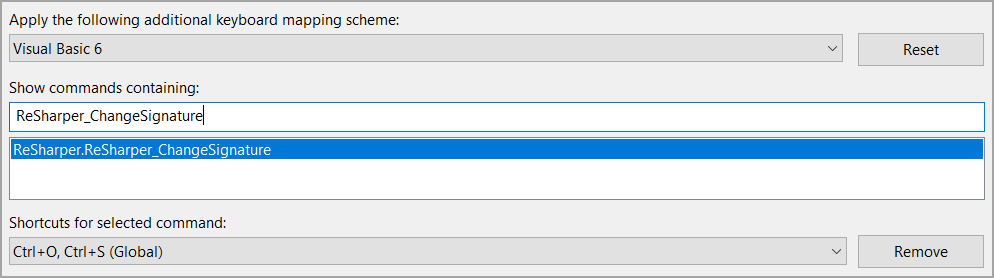 Apply the following additional keyboard mapping scheme:
Visual Basic 6
Reset
Show commands containing:
ReSharper_ChangeSignature
ReSharper.ReSharper_ChangeSignature
Shortcuts for selected command:
Ctrl+O, Ctrl+S (Global)
Remove